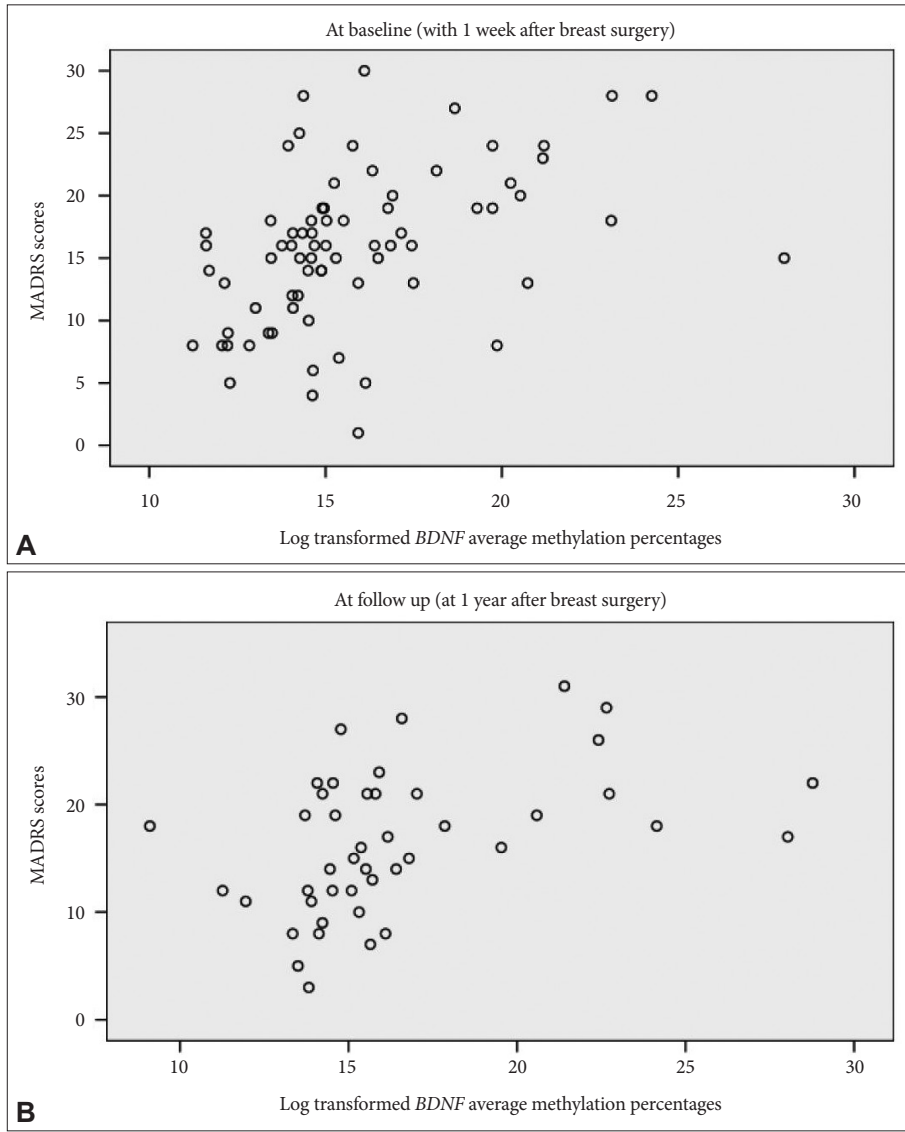 At baseline (with 1 week after breast surgery)
30
25
20
15
10
5
0
MADRS scores
10 15 20 25 30
Log transformed BDNF average methylation percentages
A
At follow up (at 1 year after breast surgery)
30
20
10
0
MADRS scores
10 15 20 25 30
Log transformed BDNF average methylation percentages
B